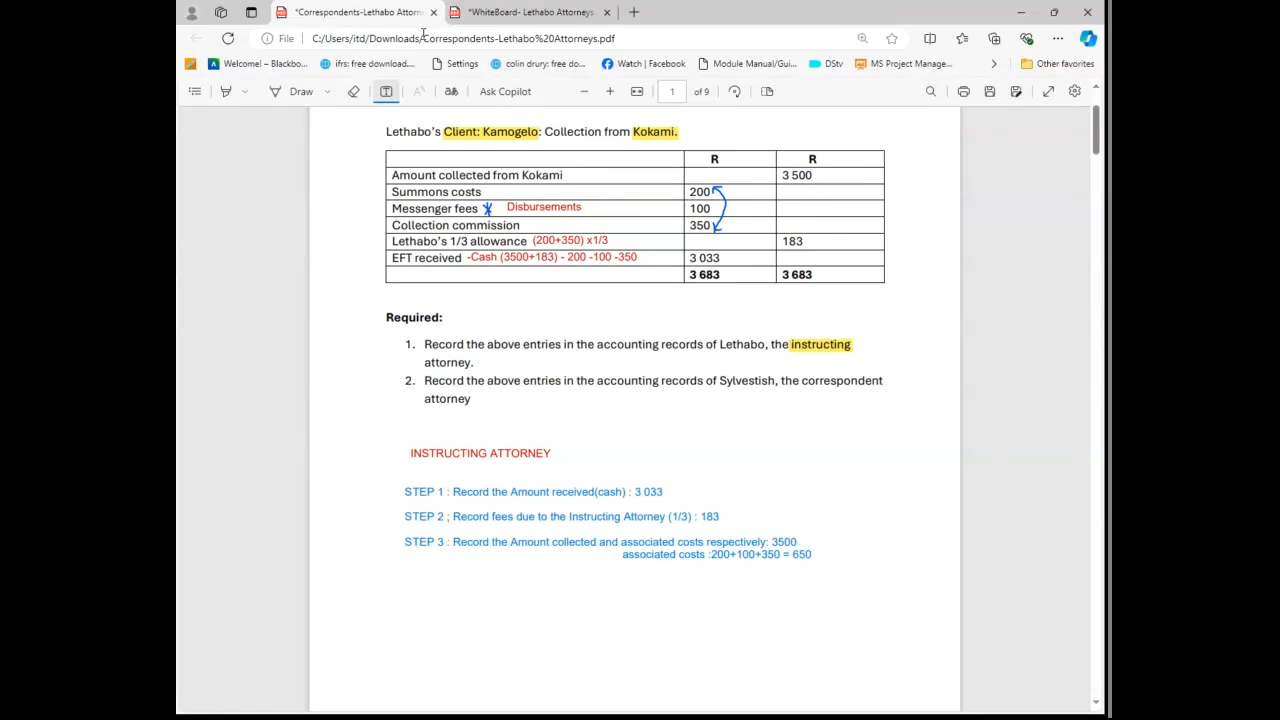 *Correspondents-Lethabo Attorn
*WhiteBoard- Lethabo Attorneys.
File
C:/Users/itd/Downloads/Correspondents-Lethabo%20Attorneys.pdf
Welcome! – Blackbo...
ifrs: free download....
Settings
colin drury: free do...
Watch | Facebook
Module Manual/Gui...
DStv
MS Project Manage...
Other favorites
Draw
Ask Copilot
1
of 9
Lethabo's Client: Kamogelo: Collection from Kokami.
R R
Amount collected from Kokami 3 500
Summons costs 200
Messenger fees Disbursements 100
Collection commission 350
Lethabo's 1/3 allowance (200+350) x1/3 183
EFT received -Cash (3500+183) - 200 -100 -350 3 033
3 683 3 683
Required:
1. Record the above entries in the accounting records of Lethabo, the instructing
attorney.
2. Record the above entries in the accounting records of Sylvestish, the correspondent
attorney
INSTRUCTING ATTORNEY
STEP 1 : Record the Amount received(cash) : 3 033
STEP 2 ; Record fees due to the Instructing Attorney (1/3) : 183
STEP 3 : Record the Amount collected and associated costs respectively: 3500
associated costs :200+100+350 = 650